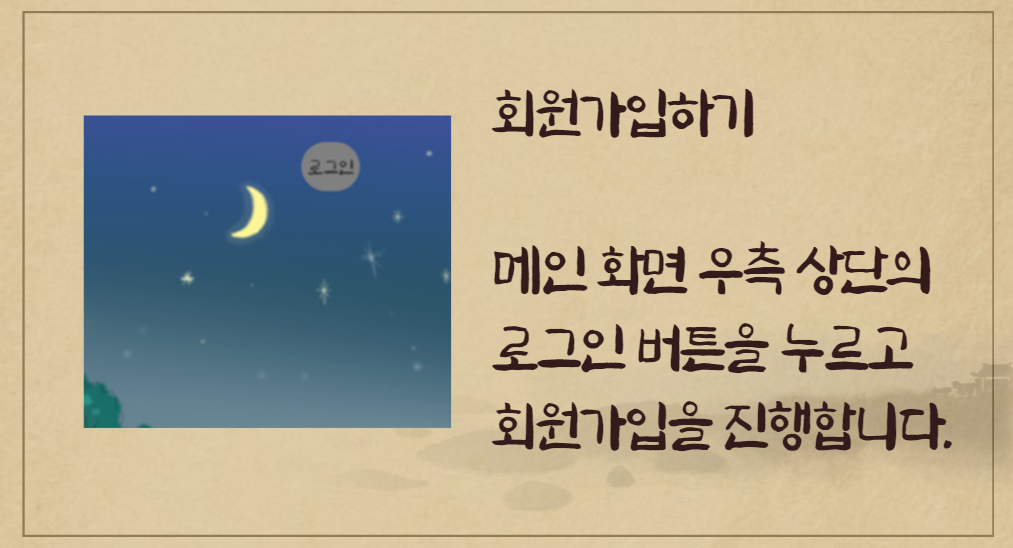 로그인
회원가입하기
메인 화면 우측 상단의
로그인 버튼을 누르고
회원가입을 진행합니다.